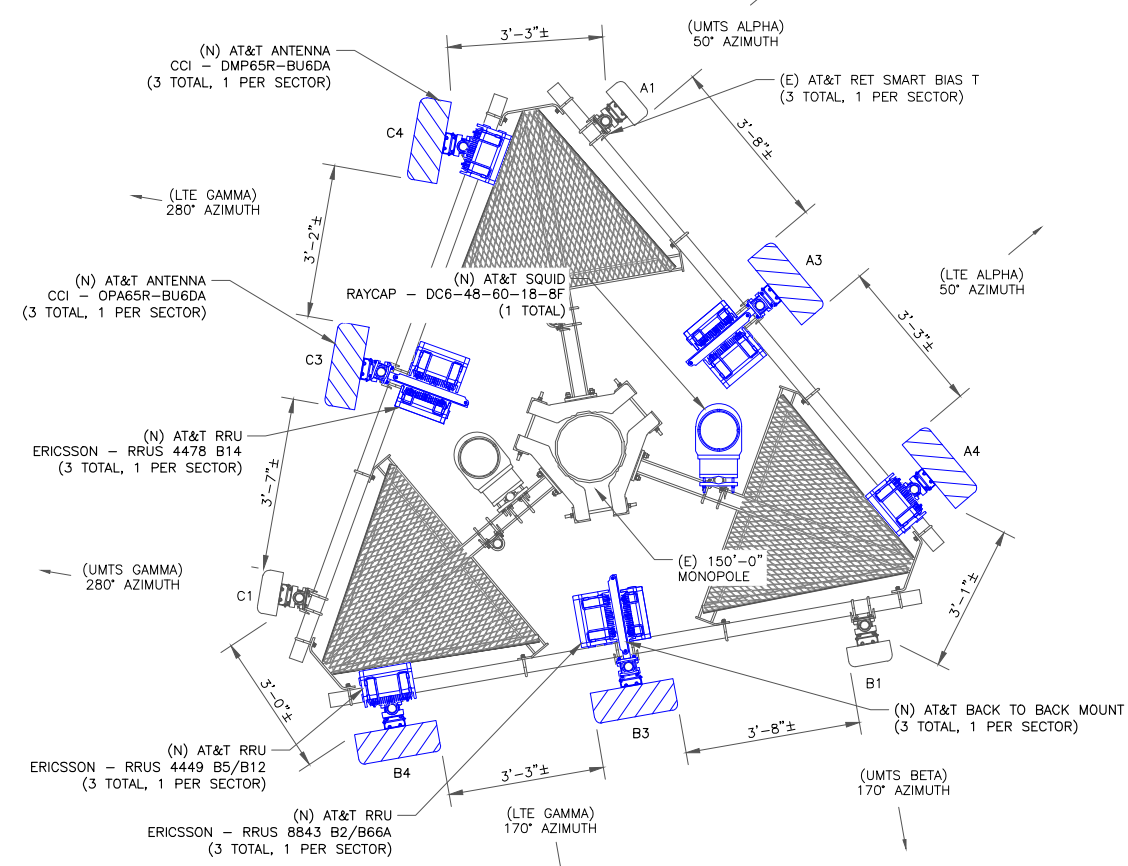 3'-3"±
(UMTS ALPHA)
50° AZIMUTH
(N) AT&T ANTENNA
CCI - DMP65R-BU6DA
(3 TOTAL, 1 PER SECTOR)
A1
(E) AT&T RET SMART BIAS T
(3 TOTAL, 1 PER SECTOR)
C4
3'-8"±
(LTE GAMMA)
280° AZIMUTH
3'-2"±
A3
(LTE ALPHA)
50° AZIMUTH
(N) AT&T ANTENNA
CCI - OPA65R-BU6DA
(3 TOTAL, 1 PER SECTOR)
(N) AT&T SQUID
RAYCAP - DC6-48-60-18-8F
(1 TOTAL)
3'-3"±
C3
(N) AT&T RRU
ERICSSON - RRUS 4478 B14
(3 TOTAL, 1 PER SECTOR)
A4
3'-7"±
(E) 150'-0"
MONOPOLE
(UMTS GAMMA)
280° AZIMUTH
C1
3'-1"±
B1
3'-0"±
(N) AT&T BACK TO BACK MOUNT
(3 TOTAL, 1 PER SECTOR)
B3
3'-8"±
(N) AT&T RRU
ERICSSON - RRUS 4449 B5/B12
(3 TOTAL, 1 PER SECTOR)
B4
3'-3"±
(UMTS BETA)
170° AZIMUTH
(N) AT&T RRU
ERICSSON - RRUS 8843 B2/B66A
(3 TOTAL, 1 PER SECTOR)
(LTE GAMMA)
170° AZIMUTH